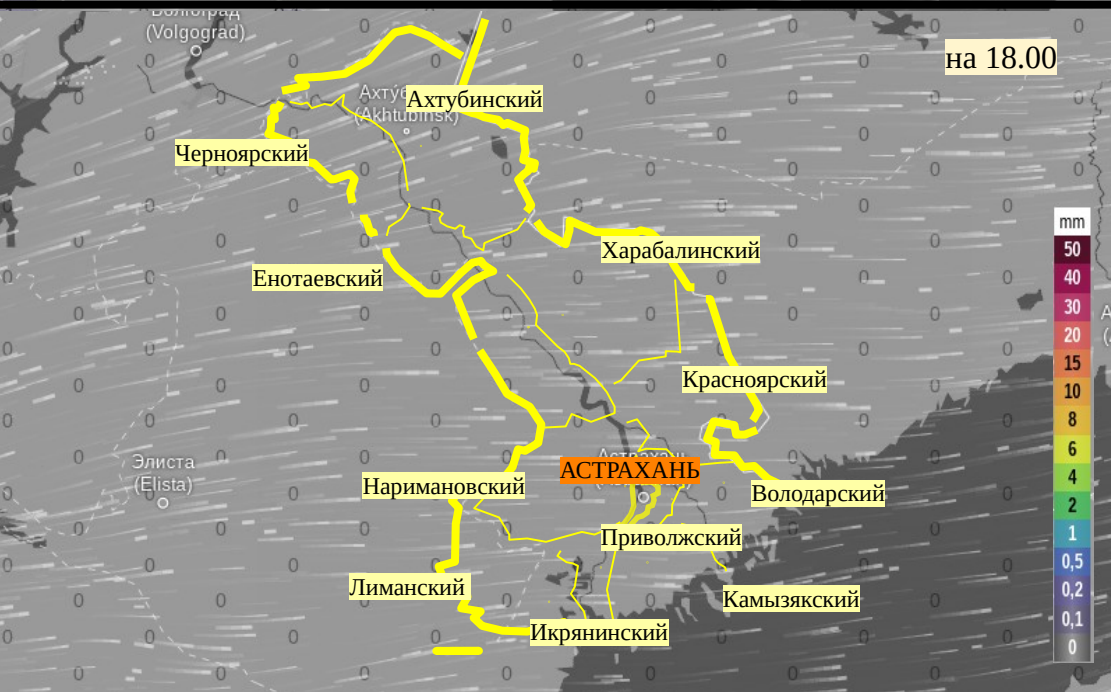 Волгоград
(Volgograd)
на 18.00
Ахтубинский
(Akhtubinsk)
Черноярский
mm
50
Харабалинский
Енотаевский
40
30
20
15
Красноярский
10
8
6
Элиста
(Elista)
АСТРАХАНЬ
4
Наримановский
Володарский
2
Приволжский
1
0,5
Лиманский
Камызякский
0,2
0,1
Икрянинский
0